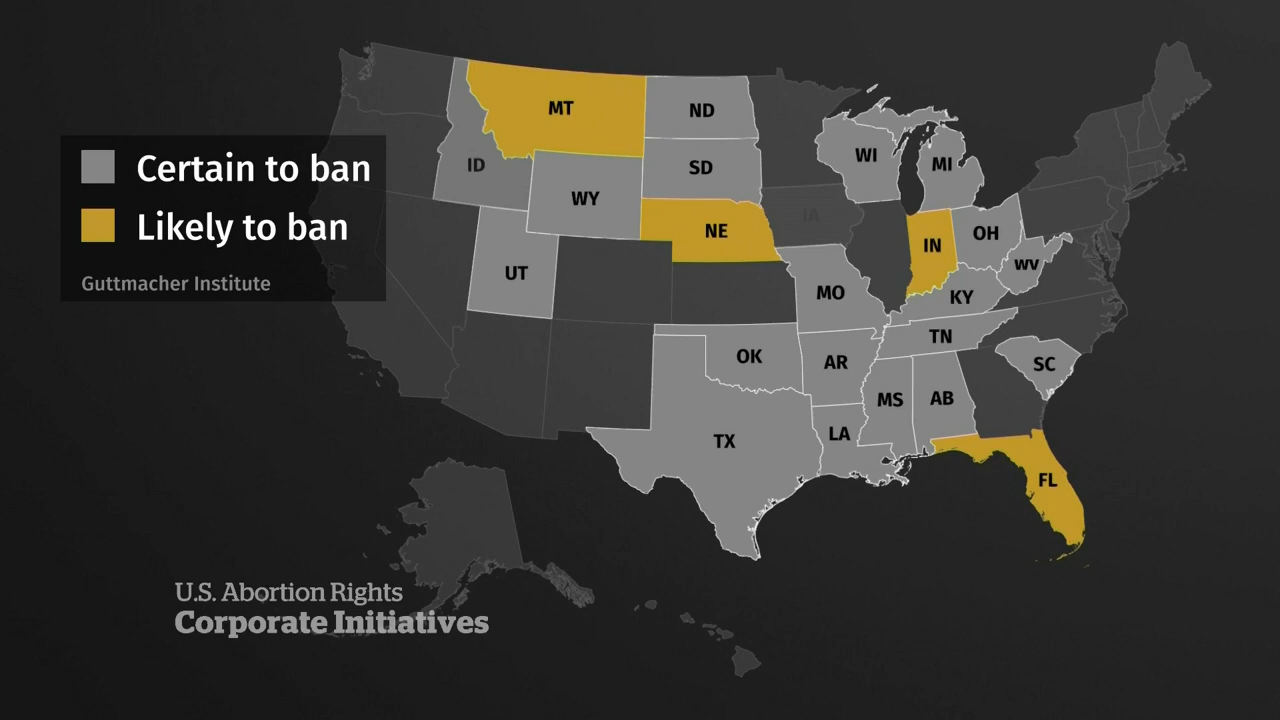 Certain to ban
Likely to ban
Guttmacher Institute
MT
ND
ID
SD
WY
NE
UT
IA
WI
MI
IN
OH
WV
MO
KY
TN
OK
AR
SC
MS
AB
TX
LA
FL
U.S. Abortion Rights
Corporate Initiatives